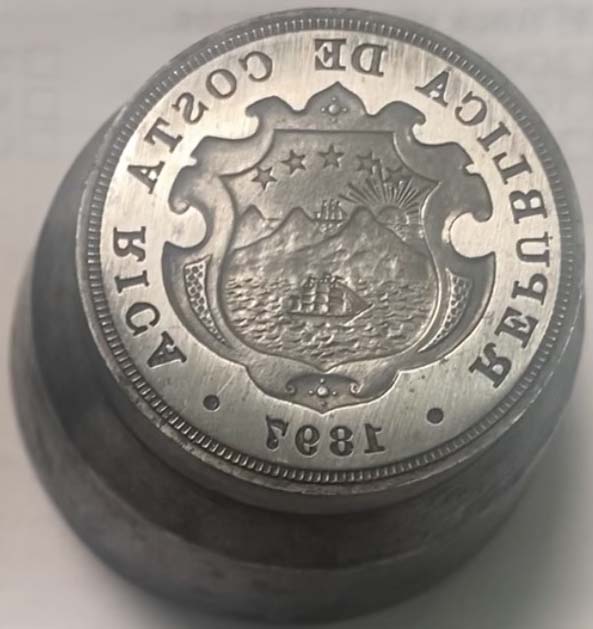 REPUBLICA DE COSTA RICA
1897